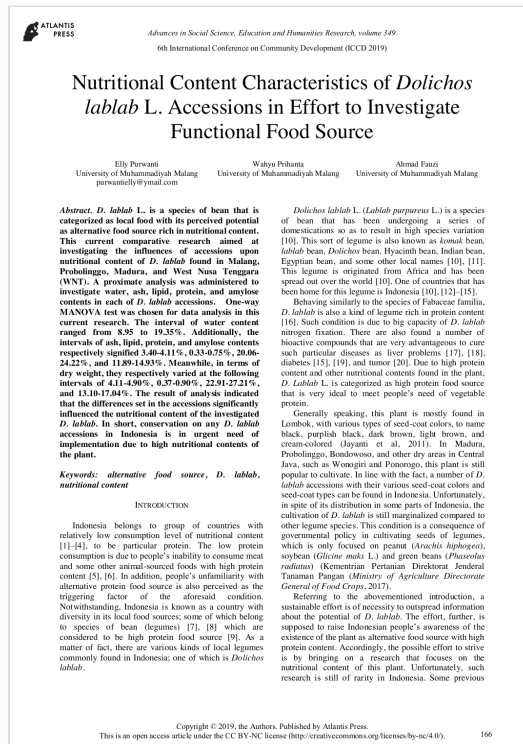 ATLANTIS
PRESS
Advances in Social Science, Education and Humanities Research, volume 349
6th International Conference on Community Development (ICCD 2019)
Nutritional Content Characteristics of Dolichos
lablab L. Accessions in Effort to Investigate
Functional Food Source
Elly Purwanti
University of Muhammadiyah Malang
purwantielly@ymail.com
Wahyu Prihanta
University of Muhammadiyah Malang
Ahmad Fauzi
University of Muhammadiyah Malang
Abstract. D. lablab L. is a species of bean that is
categorized as local food with its perceived potential
as alternative food source rich in nutritional content.
This current comparative research aimed at
investigating the influences of accessions upon
nutritional content of D. lablab found in Malang,
Probolinggo, Madura, and West Nusa Tenggara
(WNT). A proximate analysis was administered to
investigate water, ash, lipid, protein, and amylose
contents in each of D. lablab accessions. One-way
MANOVA test was chosen for data analysis in this
current research. The interval of water content
ranged from 8.95 to 19.35%. Additionally, the
intervals of ash, lipid, protein, and amylose contents
respectively signified 3.40-4.11%, 0.33-0.75%, 20.06-
24.22%, and 11.89-14.93%. Meanwhile, in terms of
dry weight, they respectively varied at the following
intervals of 4.11-4.90%, 0.37-0.90%, 22.91-27.21%,
and 13.10-17.04%. The result of analysis indicated
that the differences set in the accessions significantly
influenced the nutritional content of the investigated
D. lablab. In short, conservation on any D. lablab
accessions in Indonesia is in urgent need of
implementation due to high nutritional contents of
the plant.
Keywords: alternative food source, D. lablab,
nutritional content
INTRODUCTION
Indonesia belongs to group of countries with
relatively low consumption level of nutritional content
[1]–[4], to be particular protein. The low protein
consumption is due to people's inability to consume meat
and some other animal-sourced foods with high protein
content [5], [6]. In addition, people's unfamiliarity with
alternative protein food source is also perceived as the
triggering factor of the aforesaid condition.
Notwithstanding, Indonesia is known as a country with
diversity in its local food sources; some of which belong
to species of bean (legumes) [7], [8] which are
considered to be high protein food source [9]. As a
matter of fact, there are various kinds of local legumes
commonly found in Indonesia; one of which is Dolichos
lablab.
Dolichos lablab L. (Lablab purpureus L.) is a species
of bean that has been undergoing a series of
domestications so as to result in high species variation
[10]. This sort of legume is also known as komak bean,
lablab bean, Dolichos bean, Hyacinth bean, Indian bean,
Egyptian bean, and some other local names [10], [11].
This legume is originated from Africa and has been
spread out over the world [10]. One of countries that has
been home for this legume is Indonesia [10], [12]–[15].
Behaving similarly to the species of Fabaceae familia,
D. lablab is also a kind of legume rich in protein content
[16]. Such condition is due to big capacity of D. lablab
nitrogen fixation. There are also found a number of
bioactive compounds that are very advantageous to cure
such particular diseases as liver problems [17], [18],
diabetes [15], [19], and tumor [20]. Due to high protein
content and other nutritional contents found in the plant,
D. Lablab L. is categorized as high protein food source
that is very ideal to meet people's need of vegetable
protein.
Generally speaking, this plant is mostly found in
Lombok, with various types of seed-coat colors, to name
black, purplish black, dark brown, light brown, and
cream-colored (Jayanti et al., 2011). In Madura,
Probolinggo, Bondowoso, and other dry areas in Central
Java, such as Wonogiri and Ponorogo, this plant is still
popular to cultivate. In line with the fact, a number of D.
lablab accessions with their various seed-coat colors and
seed-coat types can be found in Indonesia. Unfortunately,
in spite of its distribution in some parts of Indonesia, the
cultivation of D. lablab is still marginalized compared to
other legume species. This condition is a consequence of
governmental policy in cultivating seeds of legumes,
which is only focused on peanut (Arachis hiphogea),
soybean (Glicine maks L.) and green beans (Phaseolus
radiatus) (Kementrian Pertanian Direktorat Jenderal
Tanaman Pangan (Ministry of Agriculture Directorate
General of Food Crops, 2017).
Referring to the abovementioned introduction, a
sustainable effort is of necessity to outspread information
about the potential of D. lablab. The effort, further, is
supposed to raise Indonesian people's awareness of the
existence of the plant as alternative food source with high
protein content. Accordingly, the possible effort to strive
is by bringing on a research that focuses on the
nutritional content of this plant. Unfortunately, such
research is still of rarity in Indonesia. Some previous
Copyright © 2019, the Authors. Published by Atlantis Press.
This is an open access article under the CC BY-NC license (http://creativecommons.org/licenses/by-nc/4.0/).
166